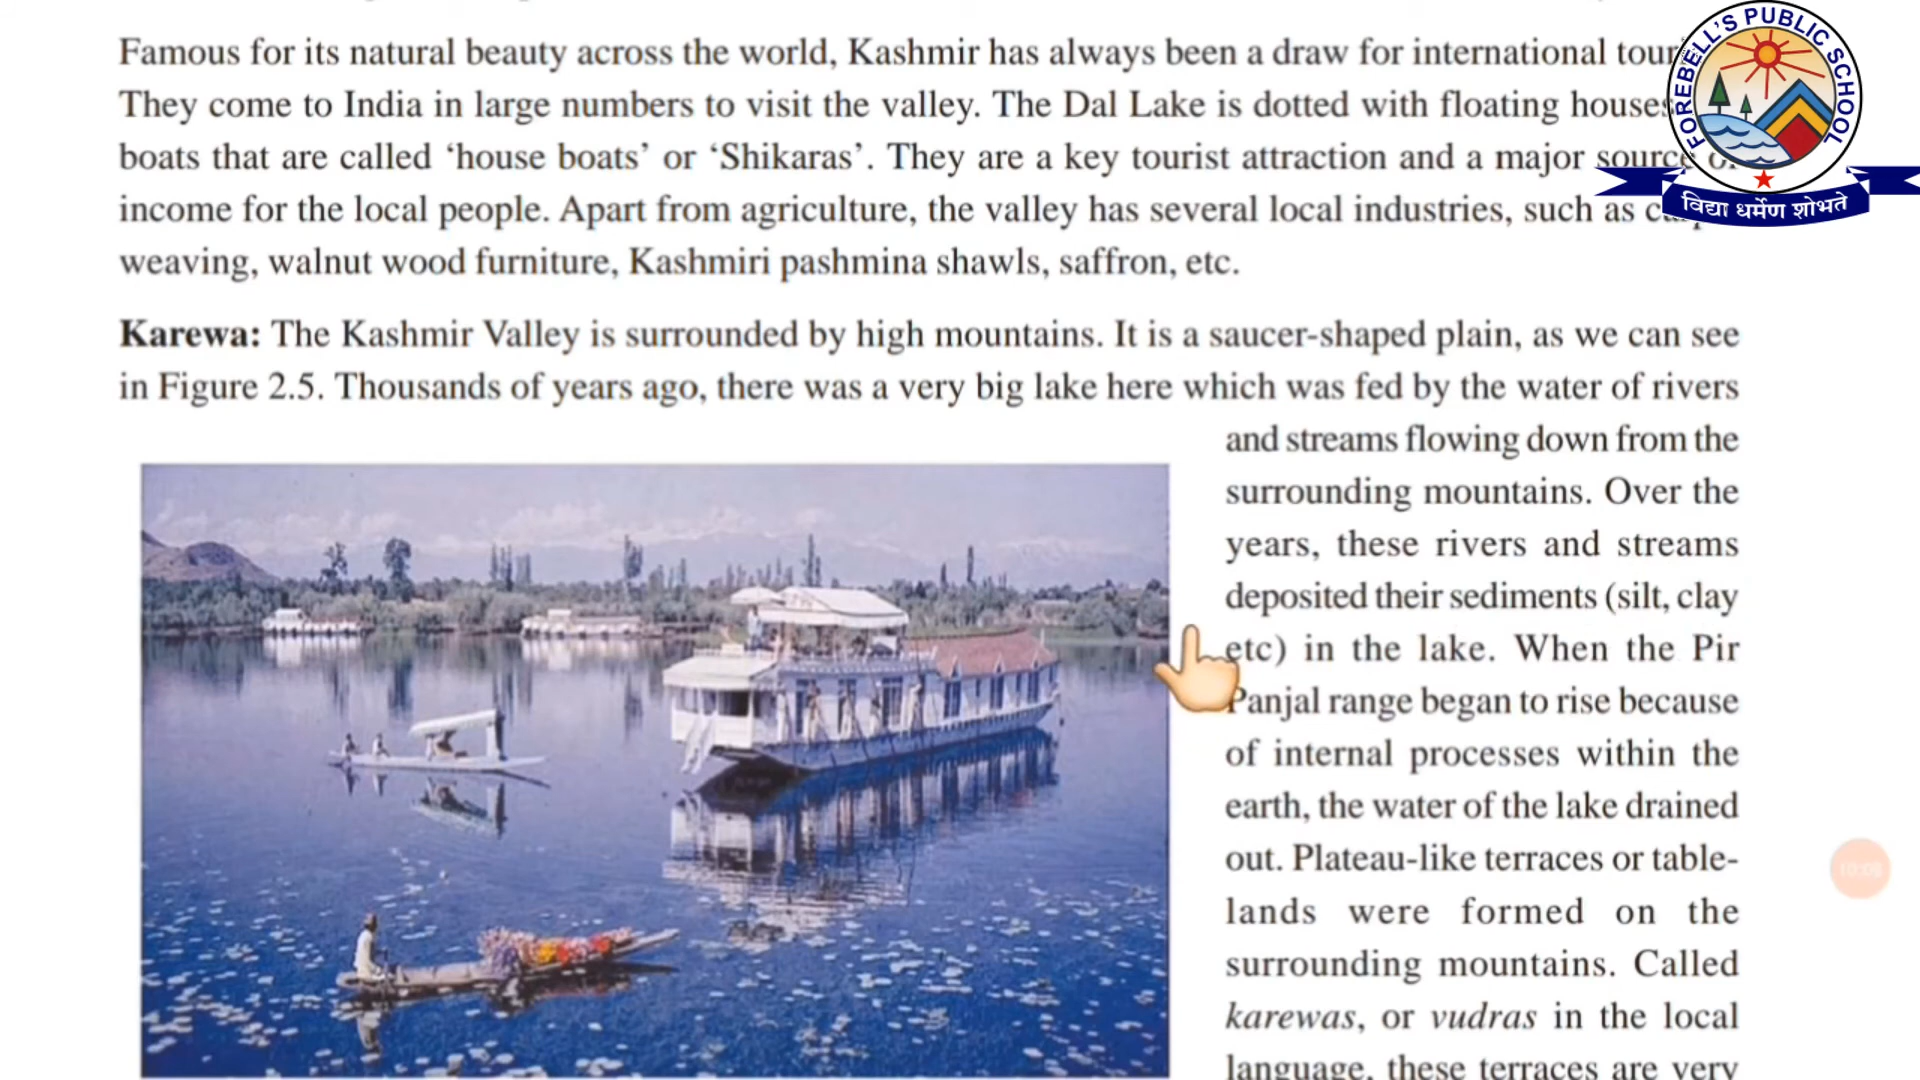 Famous for its natural beauty across the world, Kashmir has always been a draw for international
They come to India in large numbers to visit the valley. The Dal Lake is dotted with floating houses
boats that are called ‘house boats’ or ‘Shikaras’. They are a key tourist attraction and a major source
income for the local people. Apart from agriculture, the valley has several local industries, such as
weaving, walnut wood furniture, Kashmiri pashmina shawls, saffron, etc.
Karewa: The Kashmir Valley is surrounded by high mountains. It is a saucer-shaped plain, as we can see
in Figure 2.5. Thousands of years ago, there was a very big lake here which was fed by the water of rivers
and streams flowing down from the
surrounding mountains. Over the
years, these rivers and streams
deposited their sediments (silt, clay
etc) in the lake. When the Pir
Panjal range began to rise because
of internal processes within the
earth, the water of the lake drained
out. Plateau-like terraces or table-
lands were formed on the
surrounding mountains. Called
karewas, or vudras in the local
language, these terraces are very
FOREBELL'S PUBLIC SCHOOL
विद्या धर्मेण शोभते